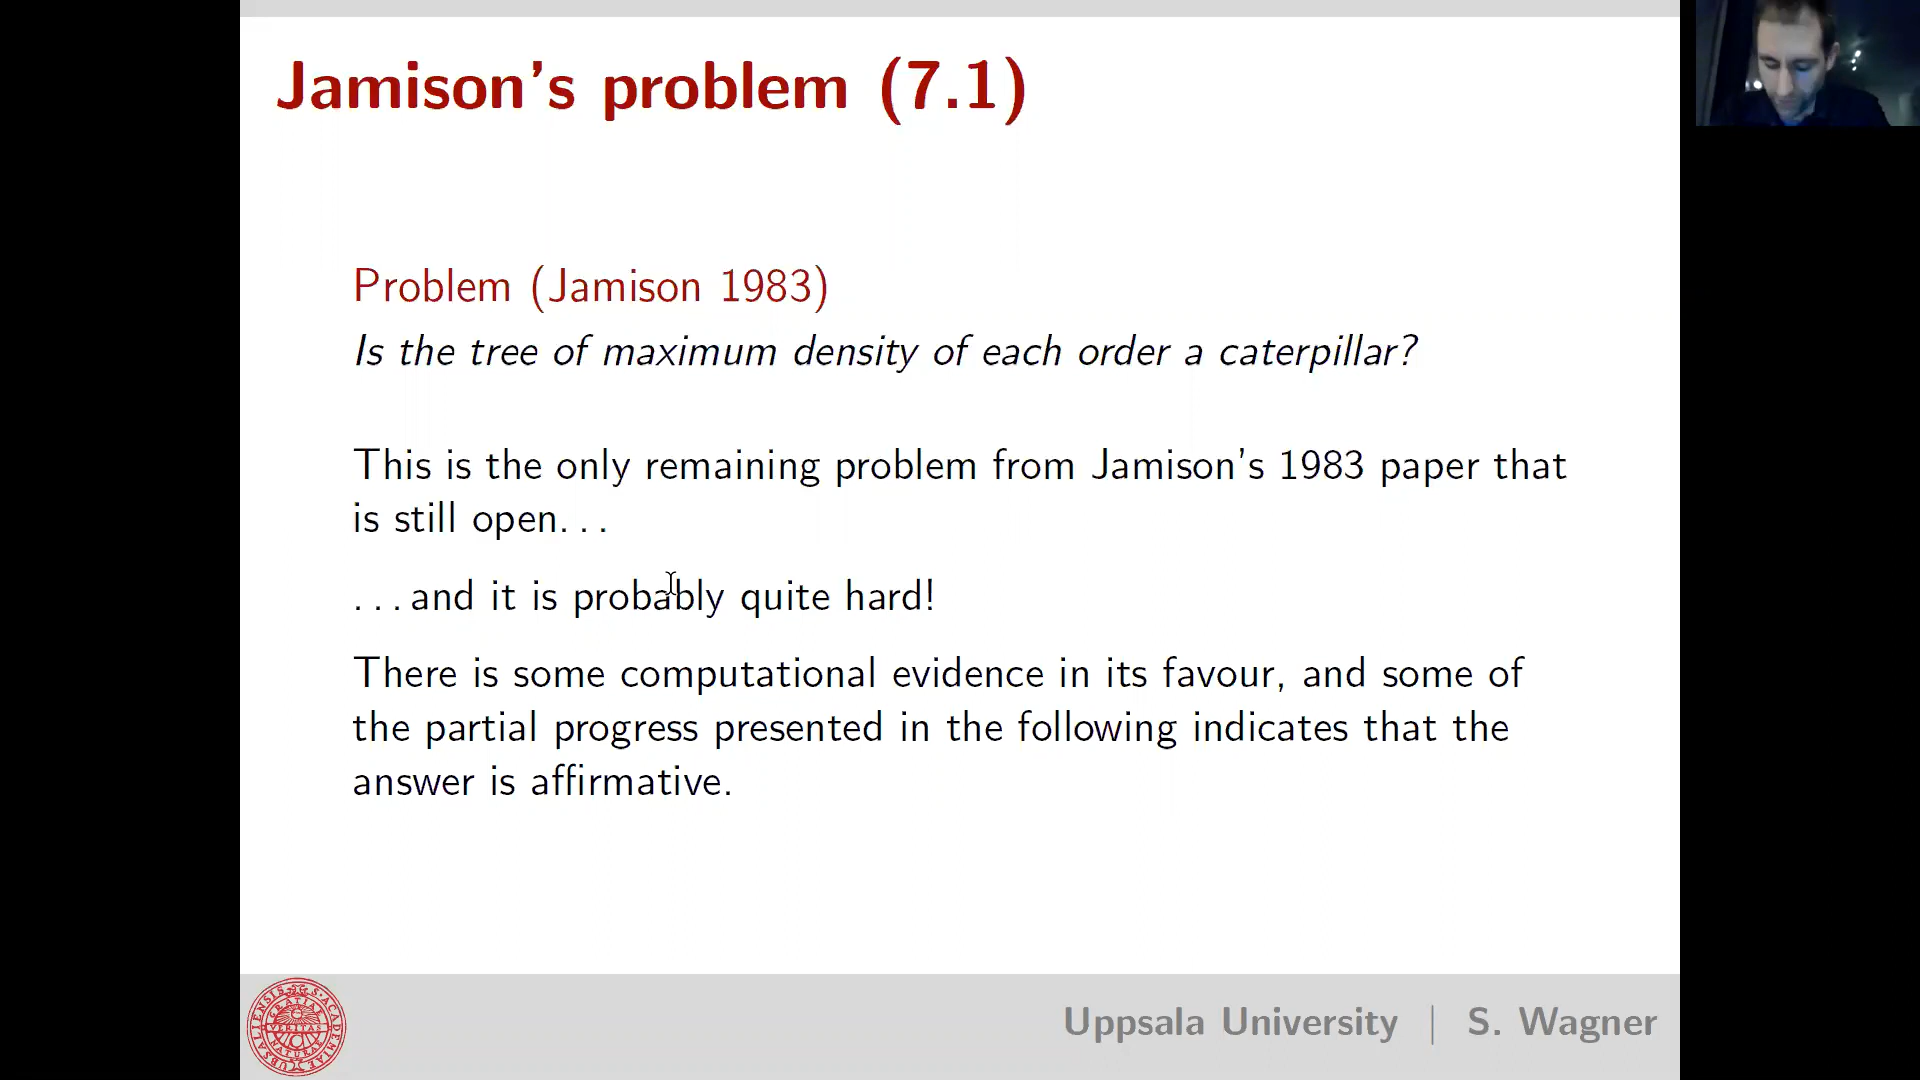 Jamison's problem (7.1)
Problem (Jamison 1983)
Is the tree of maximum density of each order a caterpillar?
This is the only remaining problem from Jamison's 1983 paper that
is still open...
...and it is probably quite hard!
There is some computational evidence in its favour, and some of
the partial progress presented in the following indicates that the
answer is affirmative.
GRATIAE
VERITAS
NATURAE
Uppsala University | S. Wagner